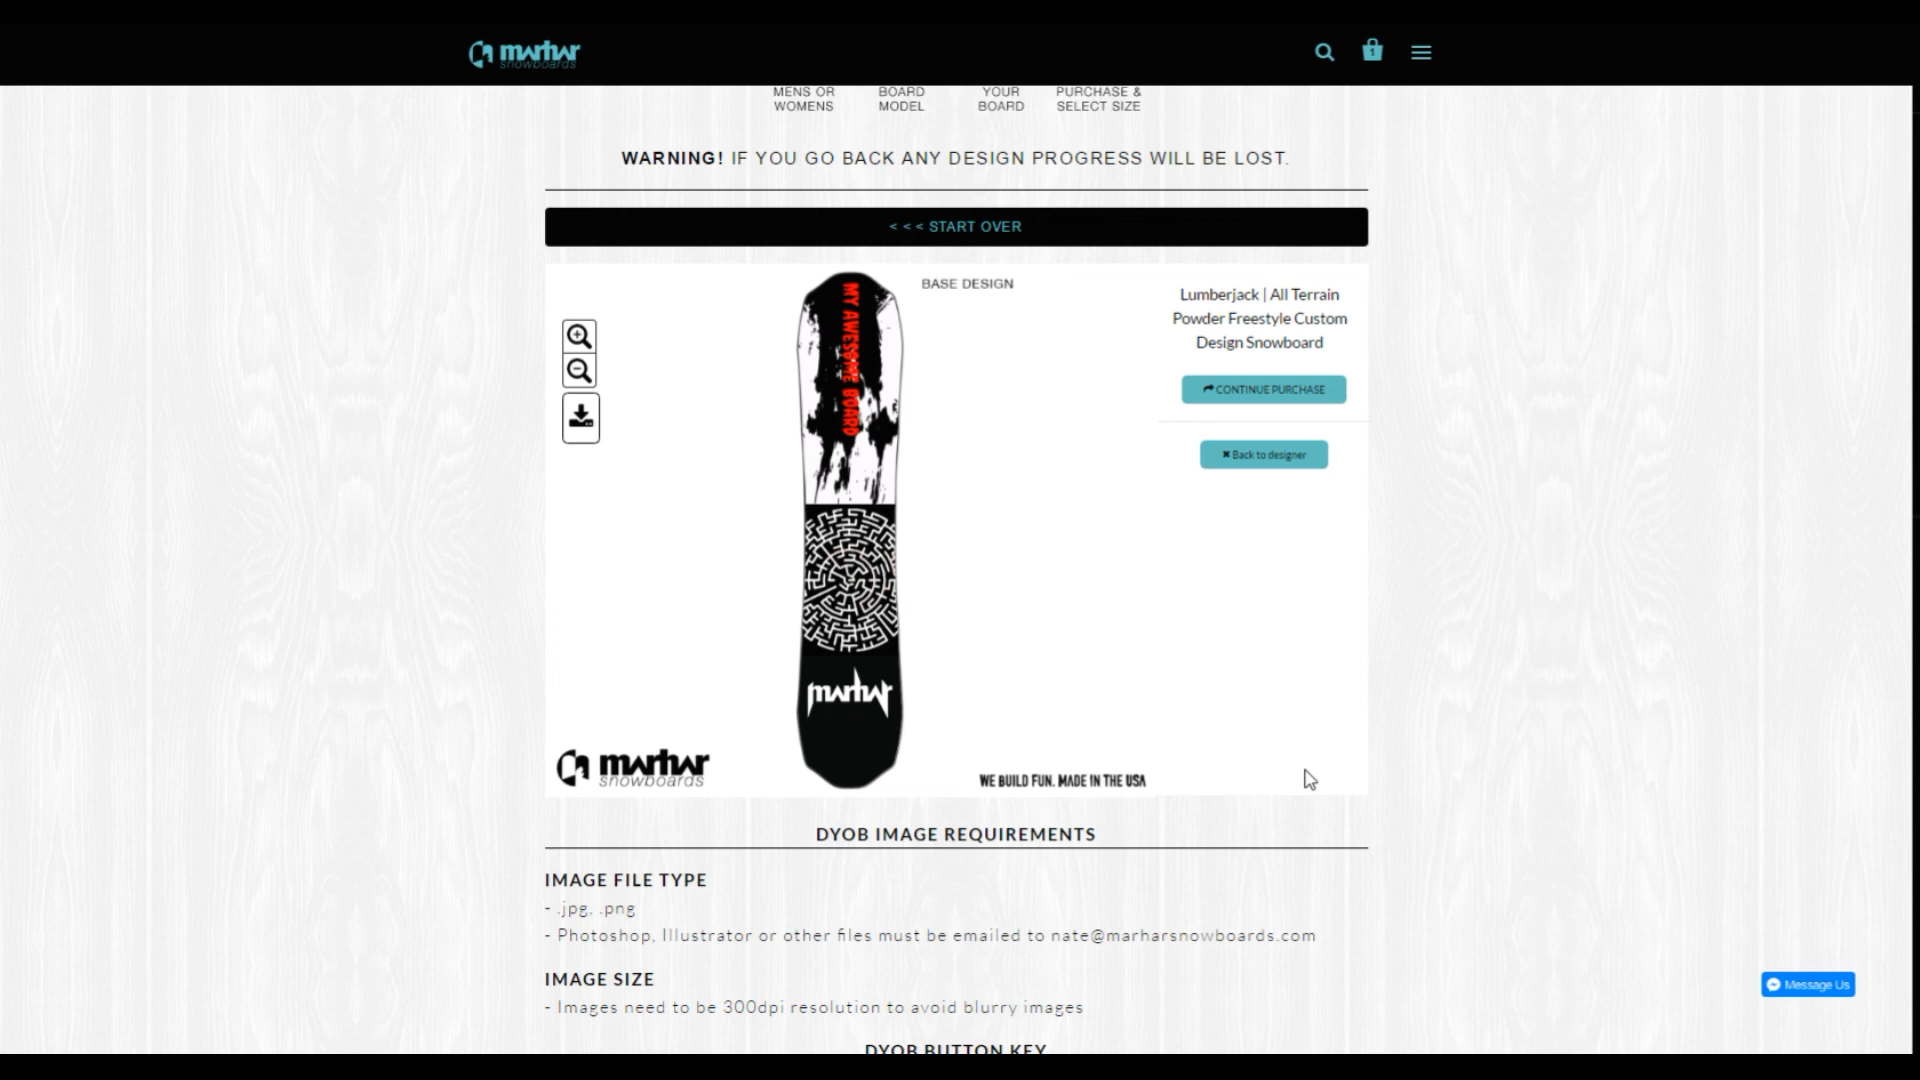 marhar
snowboards
1
MENS OR
WOMENS
BOARD
MODEL
YOUR
BOARD
PURCHASE &
SELECT SIZE
WARNING! IF YOU GO BACK ANY DESIGN PROGRESS WILL BE LOST.
< < < START OVER
BASE DESIGN
MY AWESOME BOARD
marhar
Lumberjack | All Terrain
Powder Freestyle Custom
Design Snowboard
CONTINUE PURCHASE
Back to designer
marhar
snowboards
WE BUILD FUN. MADE IN THE USA
DYOB IMAGE REQUIREMENTS
IMAGE FILE TYPE
- .jpg, .png
- Photoshop, Illustrator or other files must be emailed to nate@marharsnowboards.com
IMAGE SIZE
- Images need to be 300dpi resolution to avoid blurry images
DYOB BUTTON KEY
Message Us